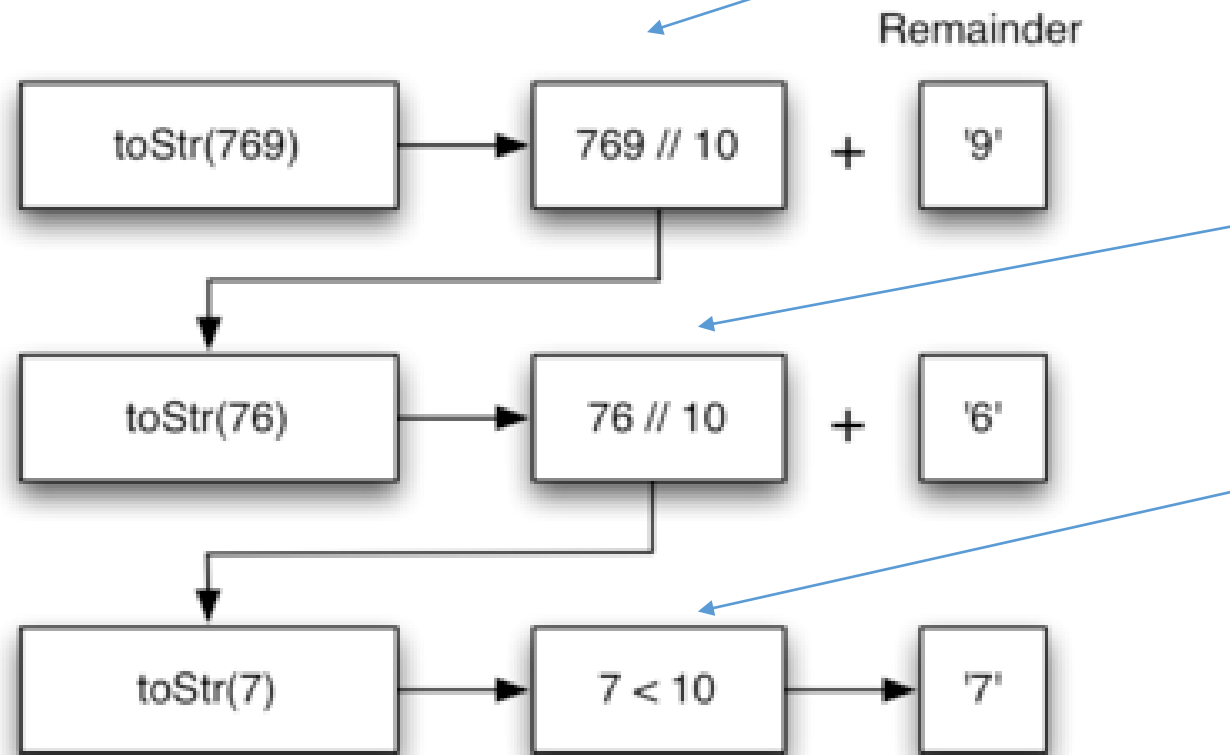 Remainder
toStr(769) 769 // 10 + '9'
toStr(76) 76 // 10 + '6'
toStr(7) 7 < 10 '7'